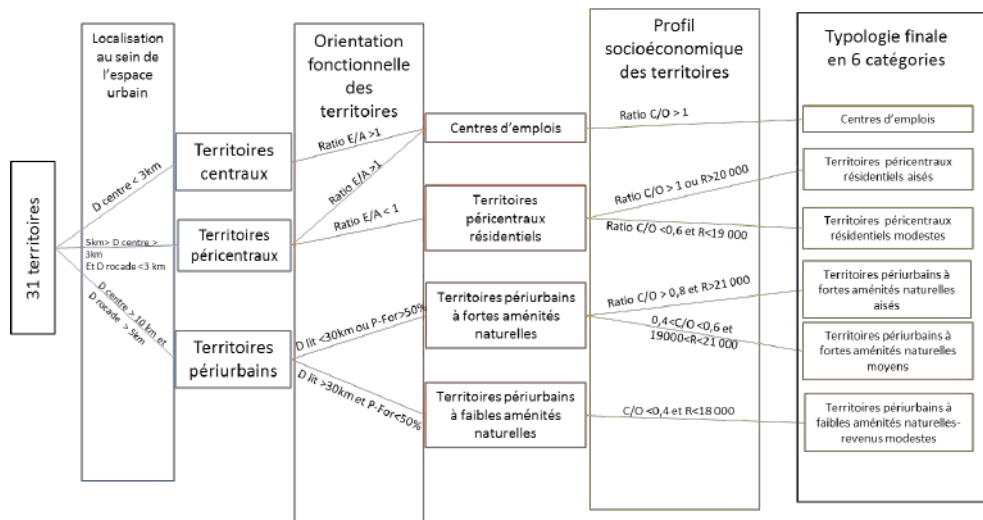 Localisation
au sein de
l'espace
urbain
Orientation
fonctionnelle
des
territoires
Profil
socioéconomique
des territoires
Typologie finale
en 6 catégories
31 territoires
D centre < 3km
5km> D centre >
3km
Et D rocade <3 km
D centre > 10 km et
D rocade > 5km
Territoires
centraux
Territoires
péricentraux
Territoires
périurbains
Ratio E/A >1
Ratio E/A >1
Ratio E/A < 1
D lit <30km ou P-For>50%
D lit >30km et P-For<50%
Centres d'emplois
Territoires
péricentraux
résidentiels
Territoires périurbains
à fortes aménités
naturelles
Territoires périurbains
à faibles aménités
naturelles
Ratio C/O > 1
Ratio C/O > 1 ou R>20 000
Ratio C/O <0,6 et R<19 000
Ratio C/O > 0,8 et R>21 000
0,4<C/O <0,6 et
19000<R<21 000
C/O <0,4 et R<18 000
Centres d'emplois
Territoires péricentraux
résidentiels aisés
Territoires péricentraux
résidentiels modestes
Territoires périurbains à
fortes aménités naturelles
aisés
Territoires périurbains à
fortes aménités naturelles
moyens
Territoires périurbains à
faibles aménités naturelles-
revenus modestes